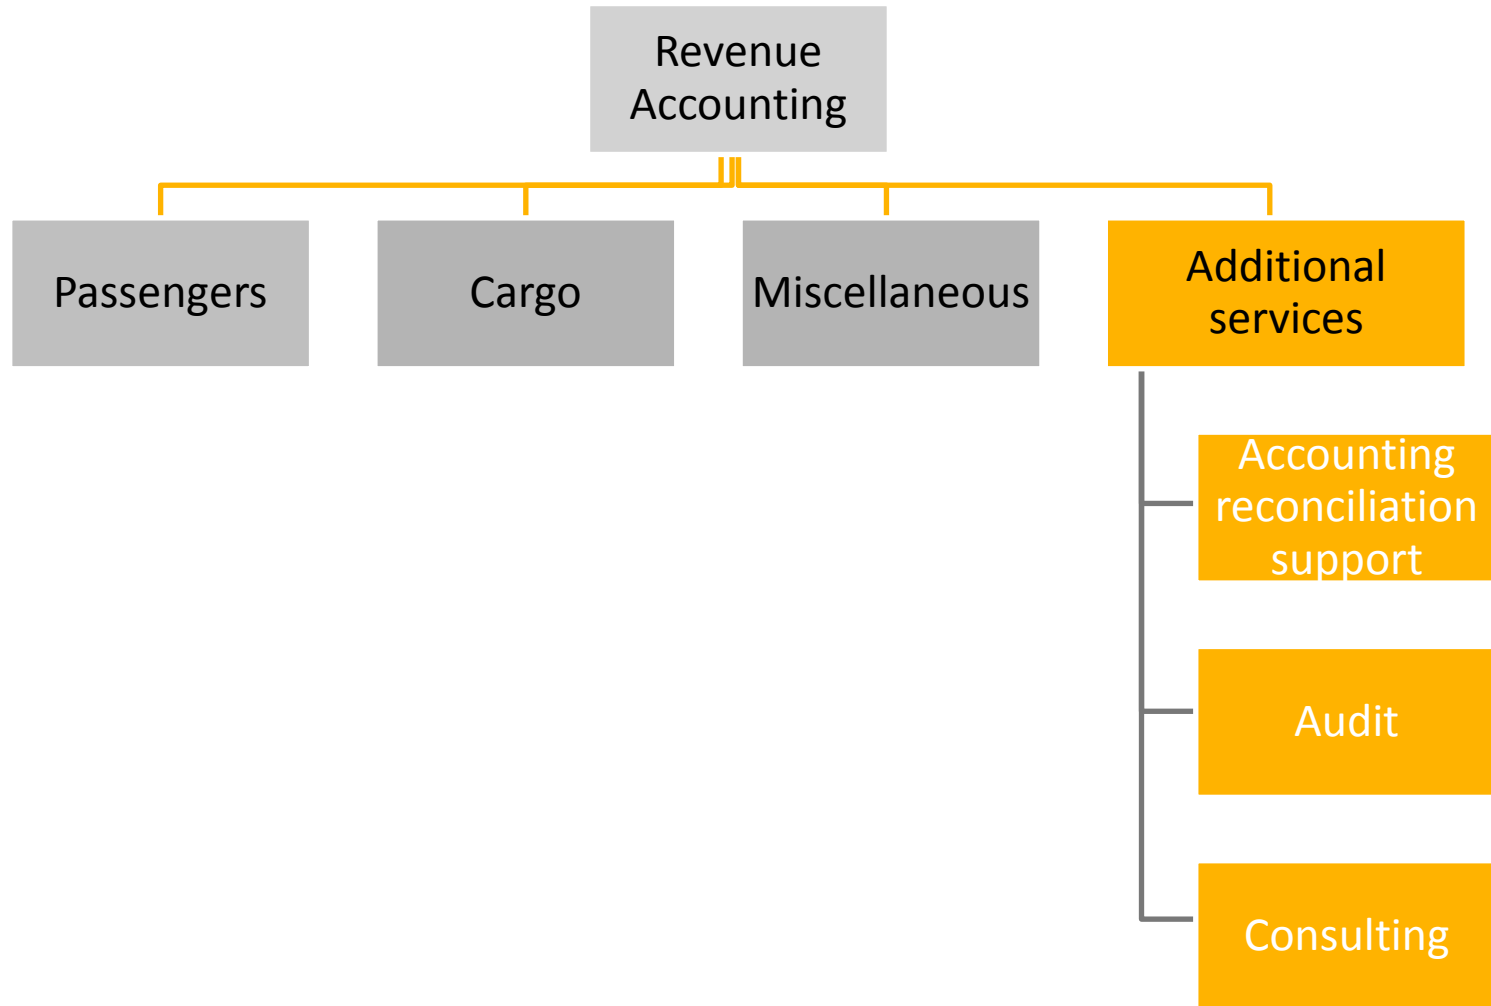 Revenue
Accounting
Passengers
Cargo
Miscellaneous
Additional
services
Accounting
reconciliation
support
Audit
Consulting